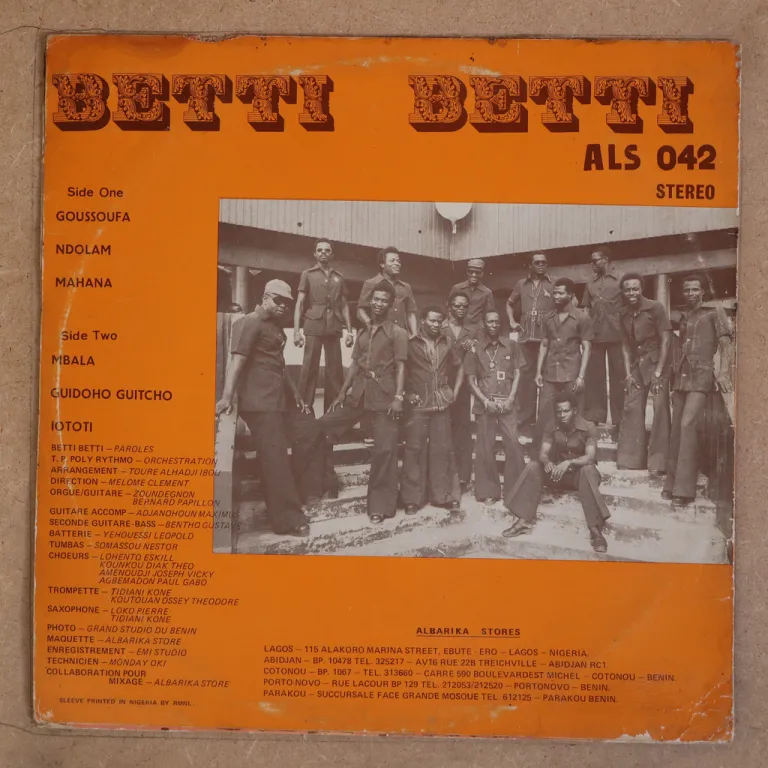 BETTI BETTI
ALS 042
STEREO
Side One
GOUSSOUFA
NDOLAM
MAHANA
Side Two
MBALA
GUIDOHO GUITCHO
IOTOTI
BETTI BETTI – PAROLES
T. P. POLY RYTHMO – ORCHESTRATION
ARRANGEMENT – TOURE ALHADJI IBOU
DIRECTION – MELOME CLEMENT
ORGUE/GUITARE – ZOUNDEGNON
BERNARD PAPILLON
GUITARE ACCOMP – ADJANOHOUN MAXIMUS
SECONDE GUITARE-BASS – BENTHO GUSTAVE
BATTERIE – YEHOUESSI LEOPOLD
TUMBAS – SOMASSOU NESTOR
CHOEURS – LOHENTO ESKILL
KOUNKOU DIAK THEO
AMENOUDJI JOSEPH VICKY
AGBEMADON PAUL GABO
TROMPETTE – TIDIANI KONE
KOUTOUAN OSSEY THEODORE
SAXOPHONE – LOKO PIERRE
TIDIANI KONE
PHOTO – GRAND STUDIO DU BENIN
MAQUETTE – ALBARIKA STORE
ENREGISTREMENT – EMI STUDIO
TECHNICIEN – MONDAY OKI
COLLABORATION POUR
MIXAGE – ALBARIKA STORE
SLEEVE PRINTED IN NIGERIA BY
ALBARIKA STORES
LAGOS – 115 ALAKORO MARINA STREET, EBUTE - ERO – LAGOS – NIGERIA.
ABIDJAN – BP. 10478 TEL. 325217 – AV16 RUE 22B TREICHVILLE – ABIDJAN RC1
COTONOU – BP. 1067 – TEL. 313660 – CARRE 590 BOULEVARDEST MICHEL – COTONOU – BENIN.
PORTO-NOVO – RUE LACOUR BP 129 TEL. 212053/212520 – PORTONOVO – BENIN.
PARAKOU – SUCCURSALE FACE GRANDE MOSQUE TEL. 612125 – PARAKOU BENIN.